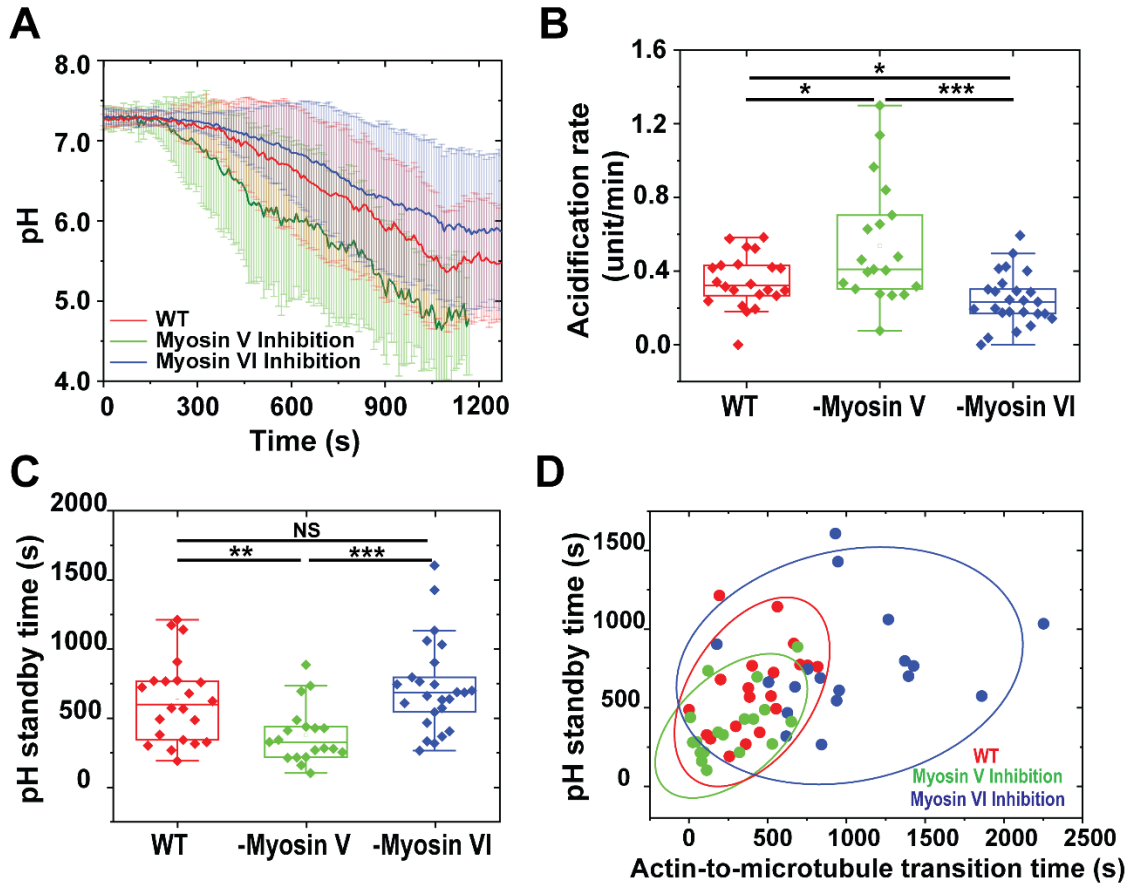 A
8.0
7.0
6.0
5.0
4.0
pH
WT
Myosin V Inhibition
Myosin VI Inhibition
0 300 600 900 1200
Time (s)
B
1.6
1.2
0.8
0.4
0.0
Acidification rate
(unit/min)
*
* ***
WT -Myosin V -Myosin VI
C
2000
1500
1000
500
0
pH standby time (s)
NS
** ***
WT -Myosin V -Myosin VI
D
1500
1000
500
0
pH standby time (s)
WT
Myosin V Inhibition
Myosin VI Inhibition
0 500 1000 1500 2000 2500
Actin-to-microtubule transition time (s)